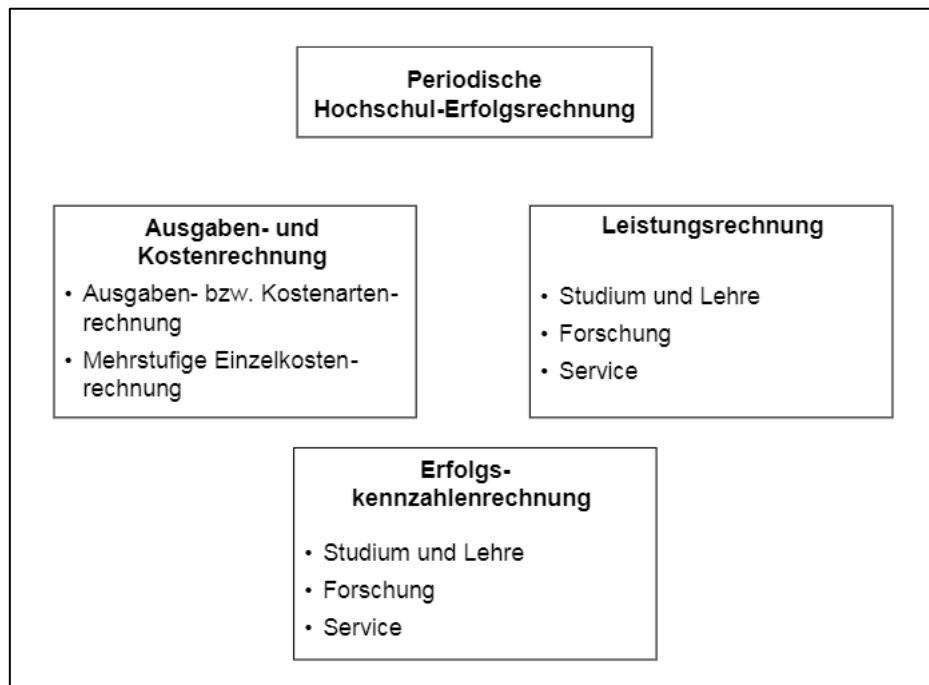 Periodische
Hochschul-Erfolgsrechnung
Ausgaben- und
Kostenrechnung
• Ausgaben- bzw. Kostenarten-
rechnung
• Mehrstufige Einzelkosten-
rechnung
Leistungsrechnung
• Studium und Lehre
• Forschung
• Service
Erfolgs-
kennzahlenrechnung
• Studium und Lehre
• Forschung
• Service